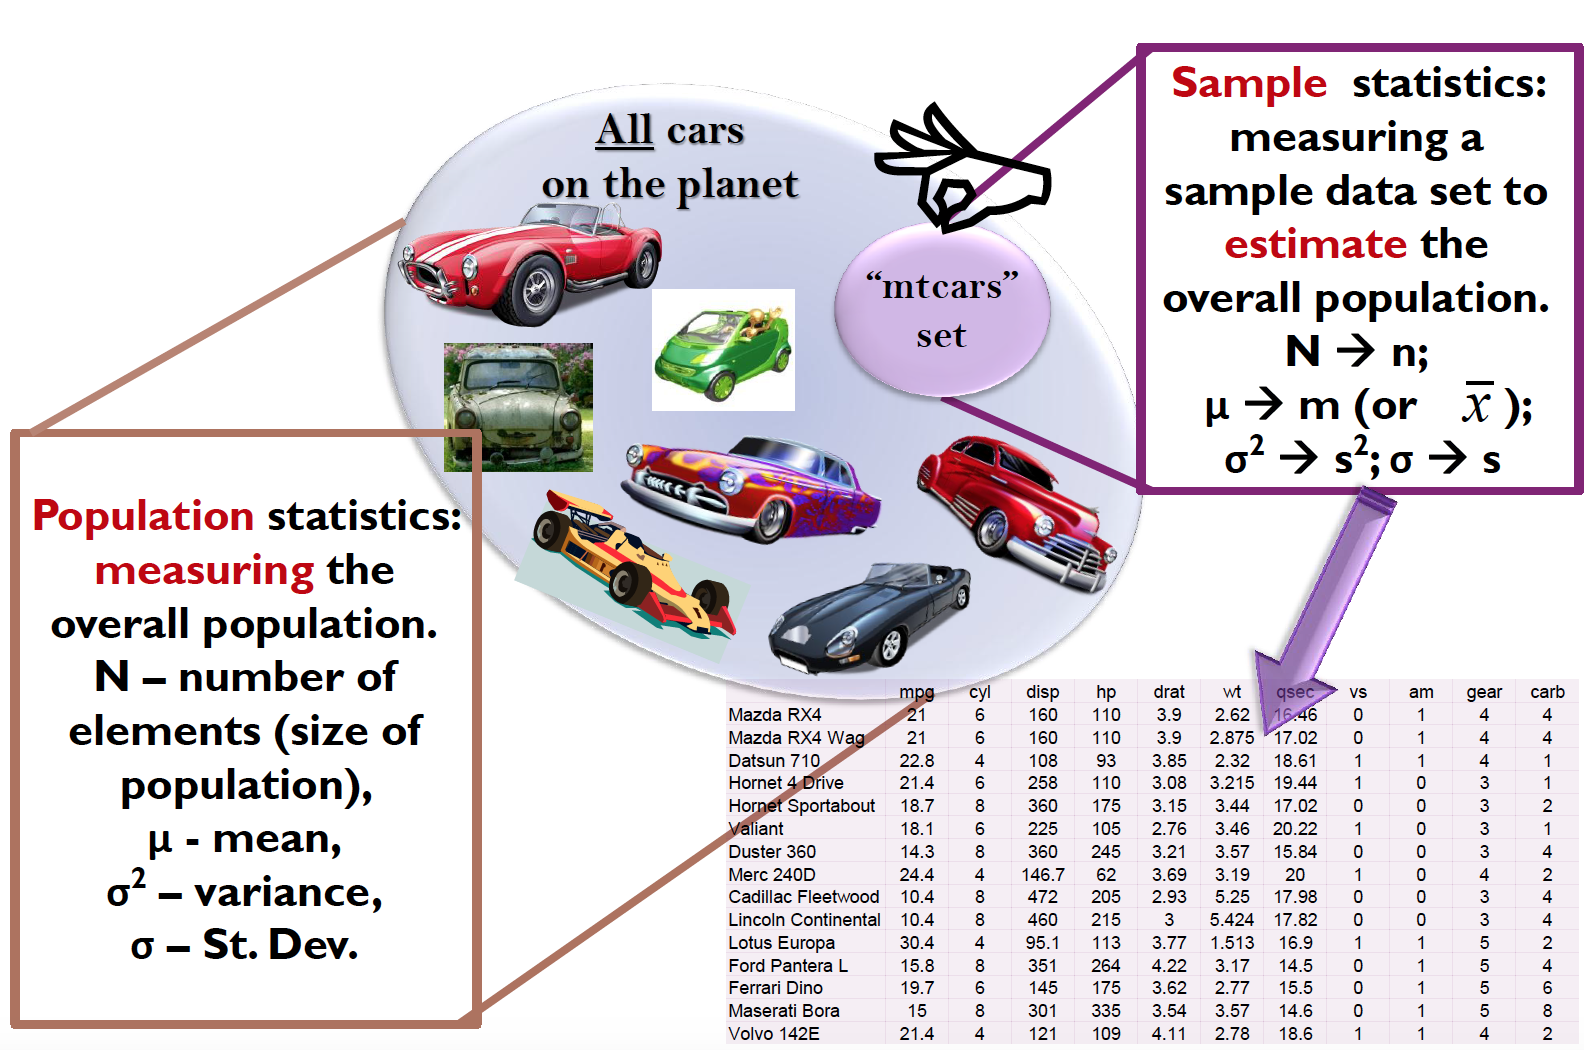 All cars
on the planet
“mtcars”
set
Sample statistics:
measuring a
sample data set to
estimate the
overall population.
N → n;
μ → m (or x̅ );
σ² → s²; σ → s
Population statistics:
measuring the
overall population.
N – number of
elements (size of
population),
μ - mean,
σ² – variance,
σ – St. Dev.
mpg cyl disp hp drat wt qsec vs am gear carb
Mazda RX4 21 6 160 110 3.9 2.62 16.46 0 1 4 4
Mazda RX4 Wag 21 6 160 110 3.9 2.875 17.02 0 1 4 4
Datsun 710 22.8 4 108 93 3.85 2.32 18.61 1 1 4 1
Hornet 4 Drive 21.4 6 258 110 3.08 3.215 19.44 1 0 3 1
Hornet Sportabout 18.7 8 360 175 3.15 3.44 17.02 0 0 3 2
Valiant 18.1 6 225 105 2.76 3.46 20.22 1 0 3 1
Duster 360 14.3 8 360 245 3.21 3.57 15.84 0 0 3 4
Merc 240D 24.4 4 146.7 62 3.69 3.19 20 1 0 4 2
Cadillac Fleetwood 10.4 8 472 205 2.93 5.25 17.98 0 0 3 4
Lincoln Continental 10.4 8 460 215 3 5.424 17.82 0 0 3 4
Lotus Europa 30.4 4 95.1 113 3.77 1.513 16.9 1 1 5 2
Ford Pantera L 15.8 8 351 264 4.22 3.17 14.5 0 1 5 4
Ferrari Dino 19.7 6 145 175 3.62 2.77 15.5 0 1 5 6
Maserati Bora 15 8 301 335 3.54 3.57 14.6 0 1 5 8
Volvo 142E 21.4 4 121 109 4.11 2.78 18.6 1 1 4 2